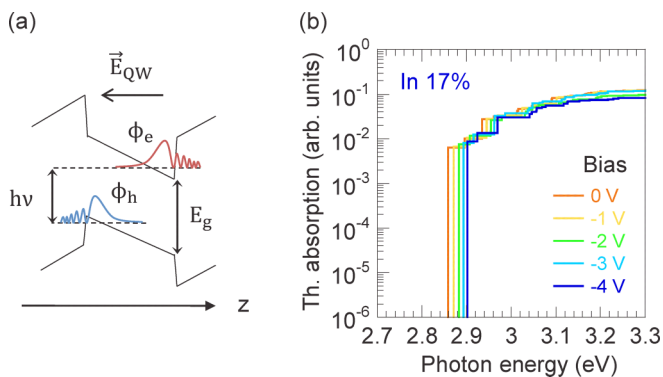 (a)
E⃗QW
ϕe
hν
ϕh
Eg
z
(b)
Th. absorption (arb. units)
10^0
10^-1
10^-2
10^-3
10^-4
10^-5
10^-6
In 17%
Bias
0 V
-1 V
-2 V
-3 V
-4 V
2.7 2.8 2.9 3 3.1 3.2 3.3
Photon energy (eV)